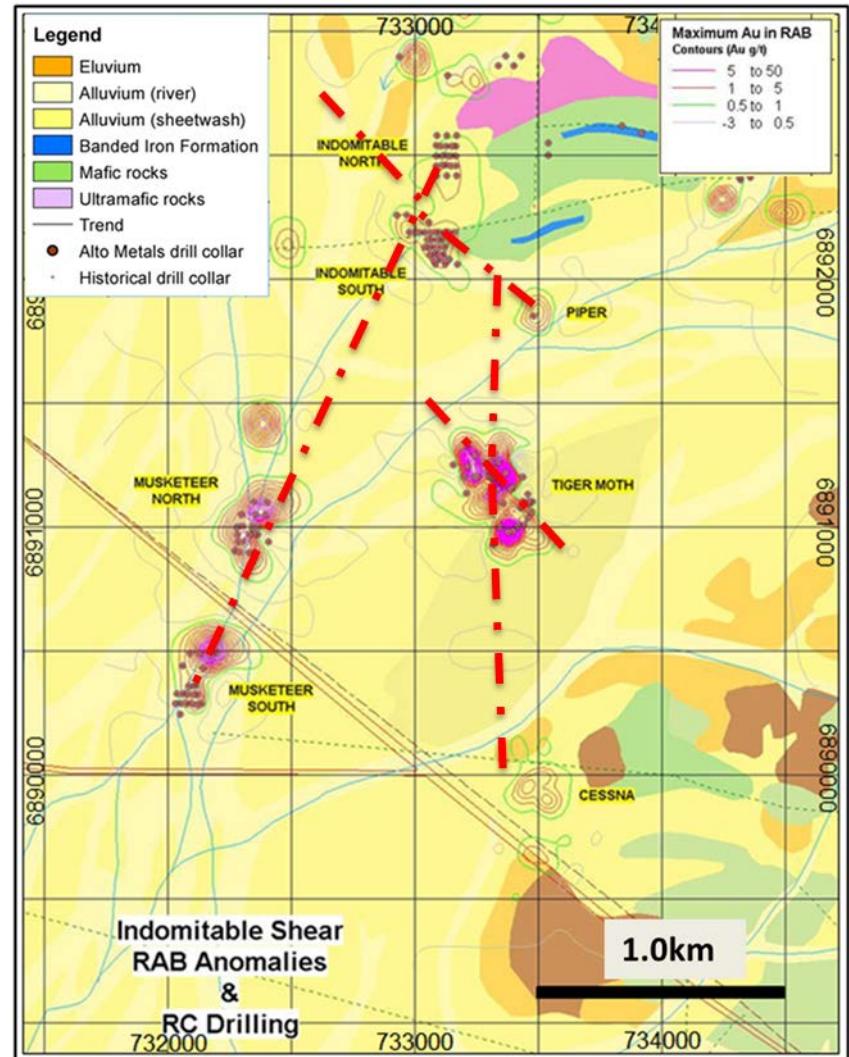 733000
734
Legend
Eluvium
Alluvium (river)
Alluvium (sheetwash)
Banded Iron Formation
Mafic rocks
Ultramafic rocks
Trend
Alto Metals drill collar
Historical drill collar
Maximum Au in RAB
Contours (Au g/t)
5 to 50
1 to 5
0.5 to 1
-3 to 0.5
INDOMITABLE
NORTH
INDOMITABLE
SOUTH
689
6892000
PIPER
MUSKETEER
NORTH
TIGER MOTH
6891000
6891000
MUSKETEER
SOUTH
6890000
6890000
CESSNA
Indomitable Shear
RAB Anomalies
&
RC Drilling
1.0km
732000
733000
734000